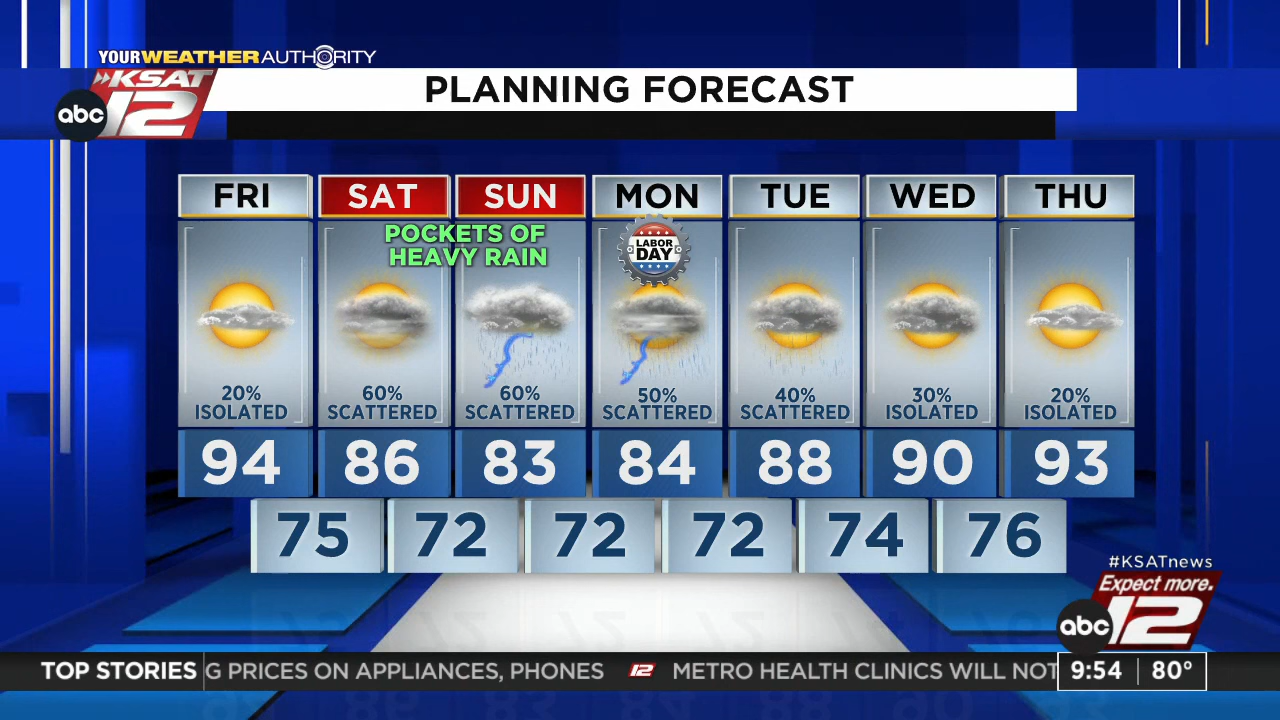 YOURWEATHERAUTHORITY
KSAT
abc 12
PLANNING FORECAST
FRI SAT SUN MON TUE WED THU
POCKETS OF
HEAVY RAIN
LABOR
DAY
20% 60% 60% 50% 40% 30% 20%
ISOLATED SCATTERED SCATTERED SCATTERED SCATTERED ISOLATED ISOLATED
94 86 83 84 88 90 93
75 72 72 72 74 76
#KSATnews
Expect more.
abc 12
TOP STORIES G PRICES ON APPLIANCES, PHONES 12 METRO HEALTH CLINICS WILL NOT 9:54 80°